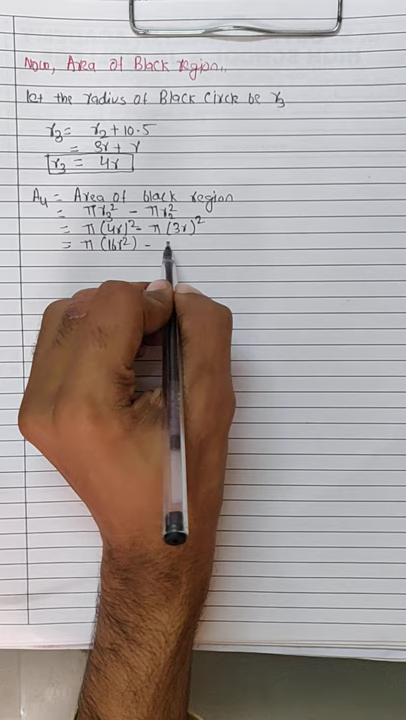 Now, Area of Black region..
let the radius of Black Circle be r₃
r₃ = r₂ + 10.5
= 3r + r
r₃ = 4r
A₄ = Area of black region
= πr₃² - πr₂²
= π(4r)² - π(3r)²
= π(16r²) -